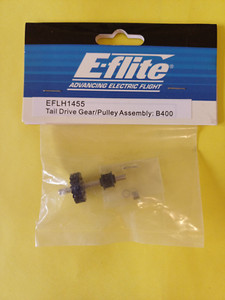 E-flite
ADVANCING ELECTRIC FLIGHT
EFLH1455
Tail Drive Gear/Pulley Assembly: B400